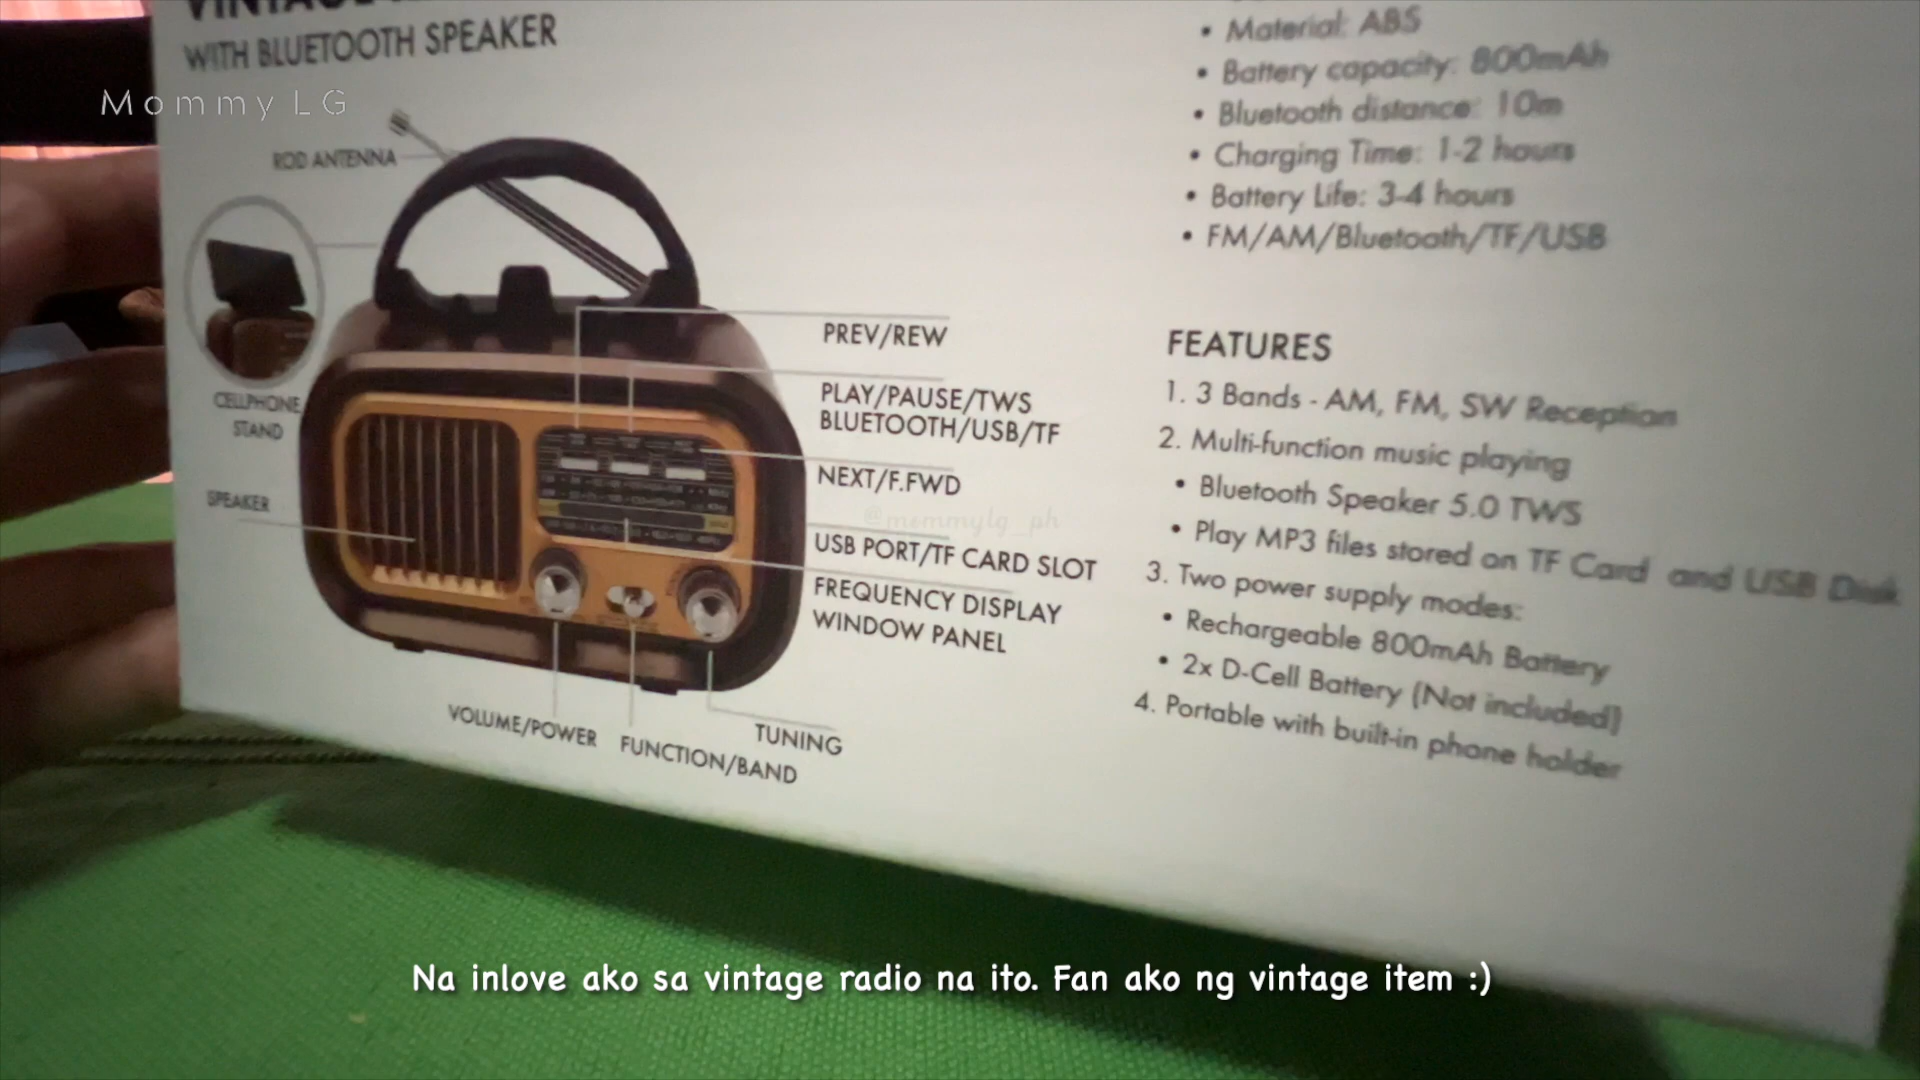 VINTAGE
WITH BLUETOOTH SPEAKER
Mommy LG
ROD ANTENNA
CELLPHONE
STAND
SPEAKER
PREV/REW
PLAY/PAUSE/TWS
BLUETOOTH/USB/TF
NEXT/F.FWD
@mommylg_ph
USB PORT/TF CARD SLOT
FREQUENCY DISPLAY
WINDOW PANEL
VOLUME/POWER
FUNCTION/BAND
TUNING
• Material: ABS
• Battery capacity: 800mAh
• Bluetooth distance: 10m
• Charging Time: 1-2 hours
• Battery Life: 3-4 hours
• FM/AM/Bluetooth/TF/USB
FEATURES
1. 3 Bands - AM, FM, SW Reception
2. Multi-function music playing
• Bluetooth Speaker 5.0 TWS
• Play MP3 files stored on TF Card and USB Disk
3. Two power supply modes:
• Rechargeable 800mAh Battery
• 2x D-Cell Battery (Not included)
4. Portable with built-in phone holder
Na inlove ako sa vintage radio na ito. Fan ako ng vintage item :)